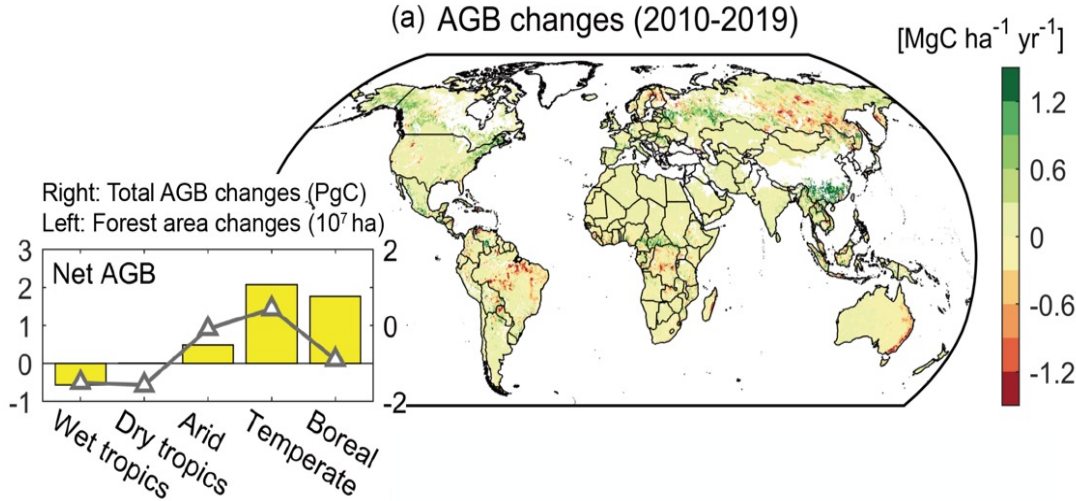 (a) AGB changes (2010-2019)
[MgC ha⁻¹ yr⁻¹]
1.2
0.6
0
-0.6
-1.2
Right: Total AGB changes (PgC)
Left: Forest area changes (10⁷ ha)
Net AGB
3
2
1
0
-1
2
0
-2
Wet tropics
Dry tropics
Arid
Temperate
Boreal